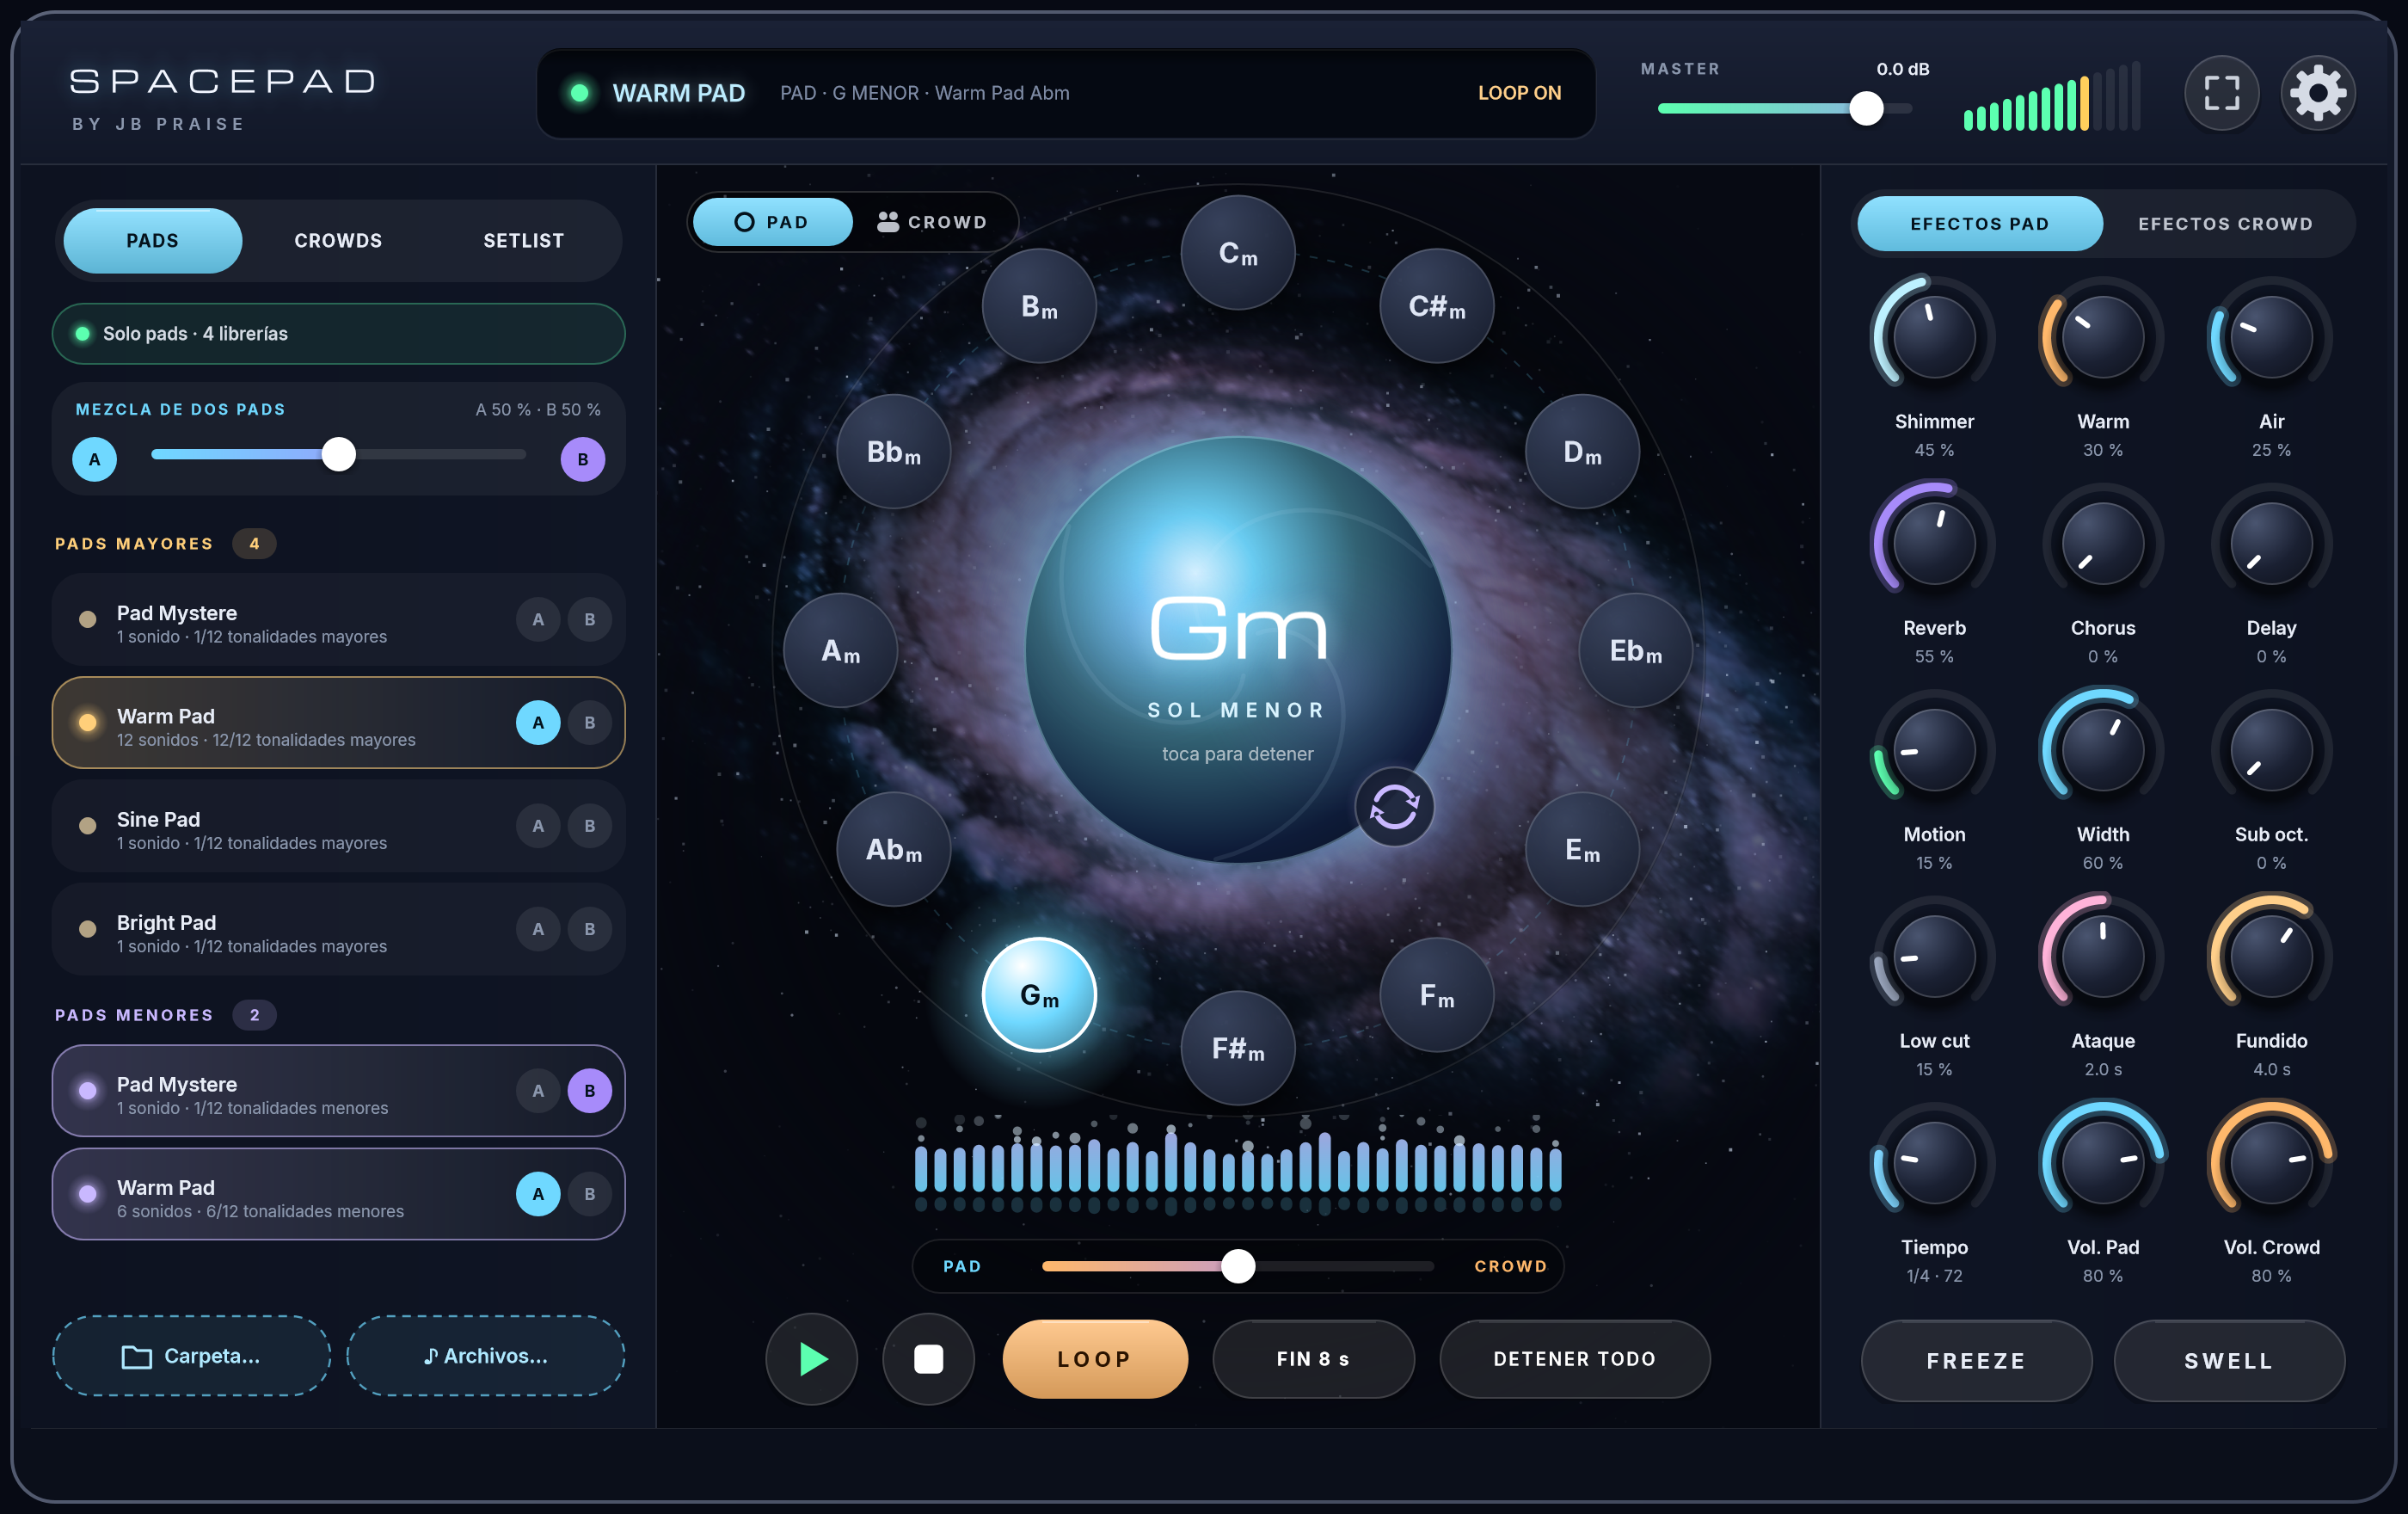 SPACEPAD
BY JB PRAISE
WARM PAD
PAD · G MENOR · Warm Pad Abm
LOOP ON
MASTER
0.0 dB
PADS
CROWDS
SETLIST
Solo pads · 4 librerías
MEZCLA DE DOS PADS
A 50 % · B 50 %
A
B
PADS MAYORES
4
Pad Mystere
1 sonido · 1/12 tonalidades mayores
A
B
Warm Pad
12 sonidos · 12/12 tonalidades mayores
A
B
Sine Pad
1 sonido · 1/12 tonalidades mayores
A
B
Bright Pad
1 sonido · 1/12 tonalidades mayores
A
B
PADS MENORES
2
Pad Mystere
1 sonido · 1/12 tonalidades menores
A
B
Warm Pad
6 sonidos · 6/12 tonalidades menores
A
B
Carpeta...
Archivos...
PAD
CROWD
Cm
C#m
Dm
Ebm
Em
Fm
F#m
Gm
Abm
Am
Bbm
Bm
Gm
SOL MENOR
toca para detener
PAD
CROWD
LOOP
FIN 8 s
DETENER TODO
EFECTOS PAD
EFECTOS CROWD
Shimmer
45 %
Warm
30 %
Air
25 %
Reverb
55 %
Chorus
0 %
Delay
0 %
Motion
15 %
Width
60 %
Sub oct.
0 %
Low cut
15 %
Ataque
2.0 s
Fundido
4.0 s
Tiempo
1/4 · 72
Vol. Pad
80 %
Vol. Crowd
80 %
FREEZE
SWELL